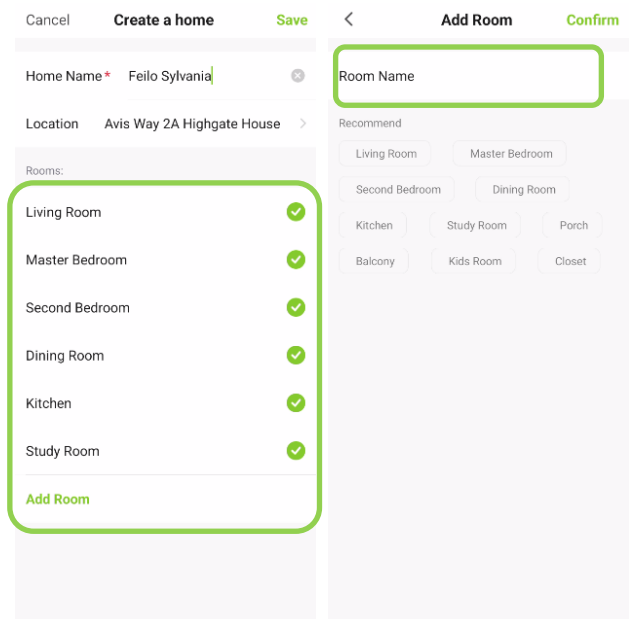 Cancel Create a home Save
Home Name* Feilo Sylvania
Location Avis Way 2A Highgate House
Rooms:
Living Room
Master Bedroom
Second Bedroom
Dining Room
Kitchen
Study Room
Add Room
Add Room Confirm
Room Name
Recommend
Living Room Master Bedroom
Second Bedroom Dining Room
Kitchen Study Room Porch
Balcony Kids Room Closet